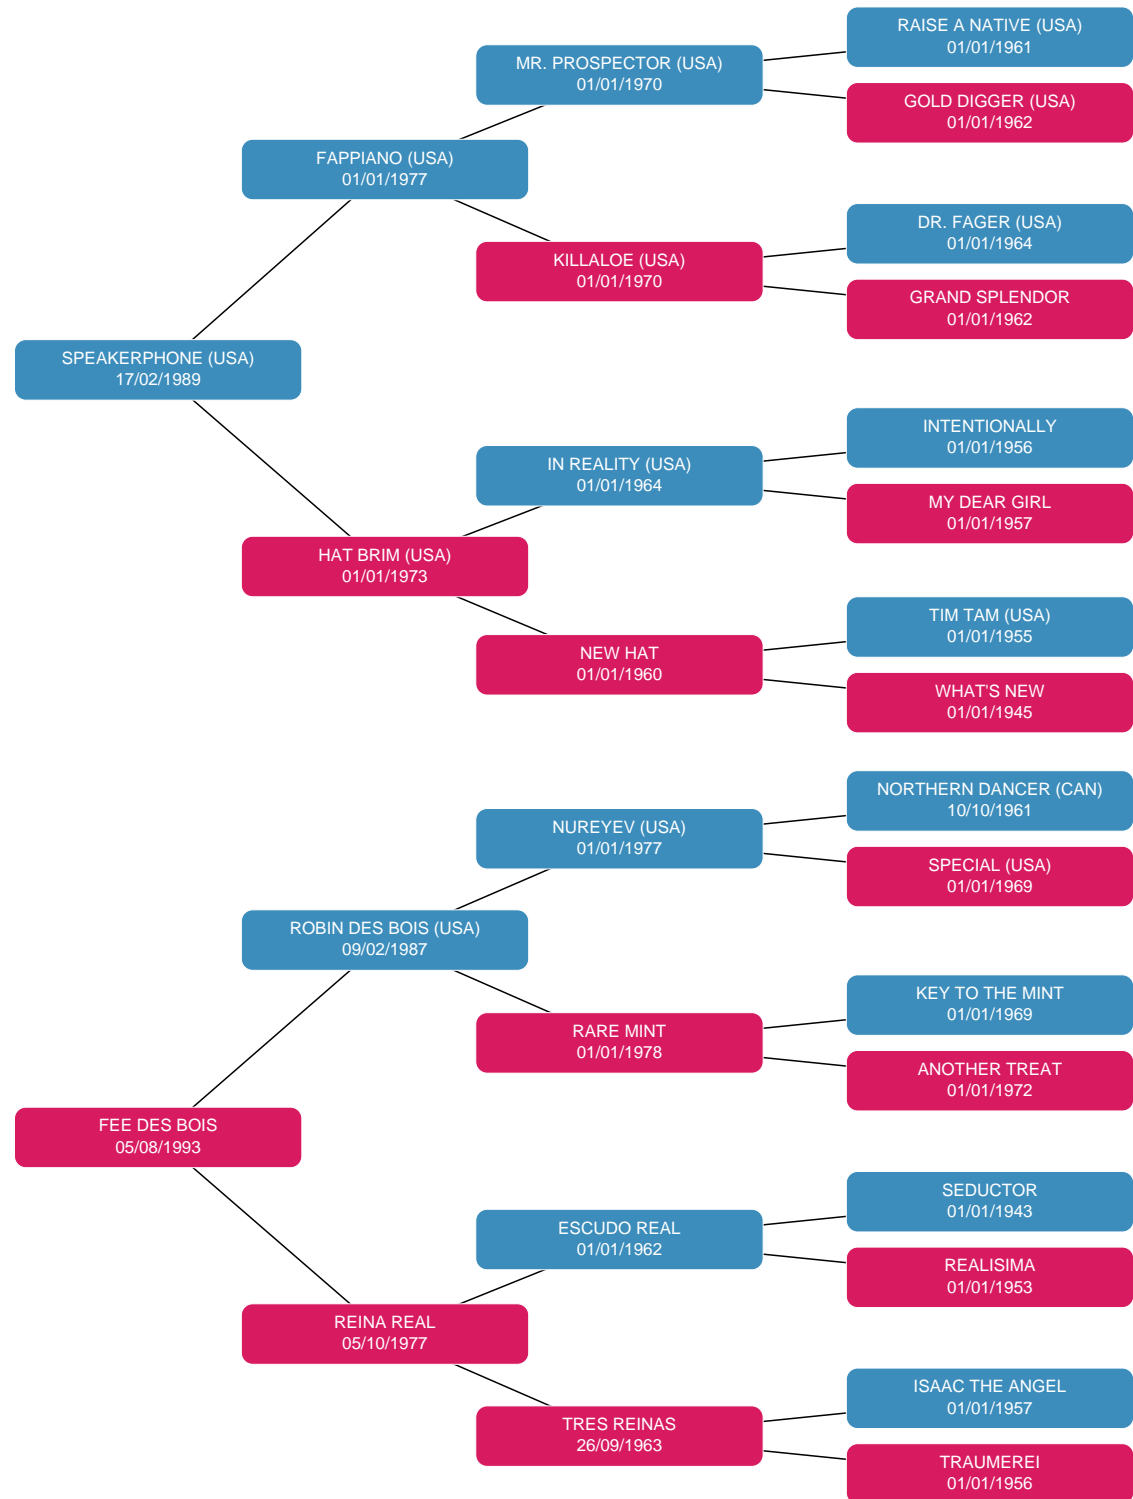 RAISE A NATIVE (USA)
01/01/1961
MR. PROSPECTOR (USA)
01/01/1970
GOLD DIGGER (USA)
01/01/1962
FAPPIANO (USA)
01/01/1977
DR. FAGER (USA)
01/01/1964
KILLALOE (USA)
01/01/1970
GRAND SPLENDOR
01/01/1962
SPEAKERPHONE (USA)
17/02/1989
INTENTIONALLY
01/01/1956
IN REALITY (USA)
01/01/1964
MY DEAR GIRL
01/01/1957
HAT BRIM (USA)
01/01/1973
TIM TAM (USA)
01/01/1955
NEW HAT
01/01/1960
WHAT'S NEW
01/01/1945
NORTHERN DANCER (CAN)
10/10/1961
NUREYEV (USA)
01/01/1977
SPECIAL (USA)
01/01/1969
ROBIN DES BOIS (USA)
09/02/1987
KEY TO THE MINT
01/01/1969
RARE MINT
01/01/1978
ANOTHER TREAT
01/01/1972
FEE DES BOIS
05/08/1993
SEDUCTOR
01/01/1943
ESCUDO REAL
01/01/1962
REALISIMA
01/01/1953
REINA REAL
05/10/1977
ISAAC THE ANGEL
01/01/1957
TRES REINAS
26/09/1963
TRAUMEREI
01/01/1956